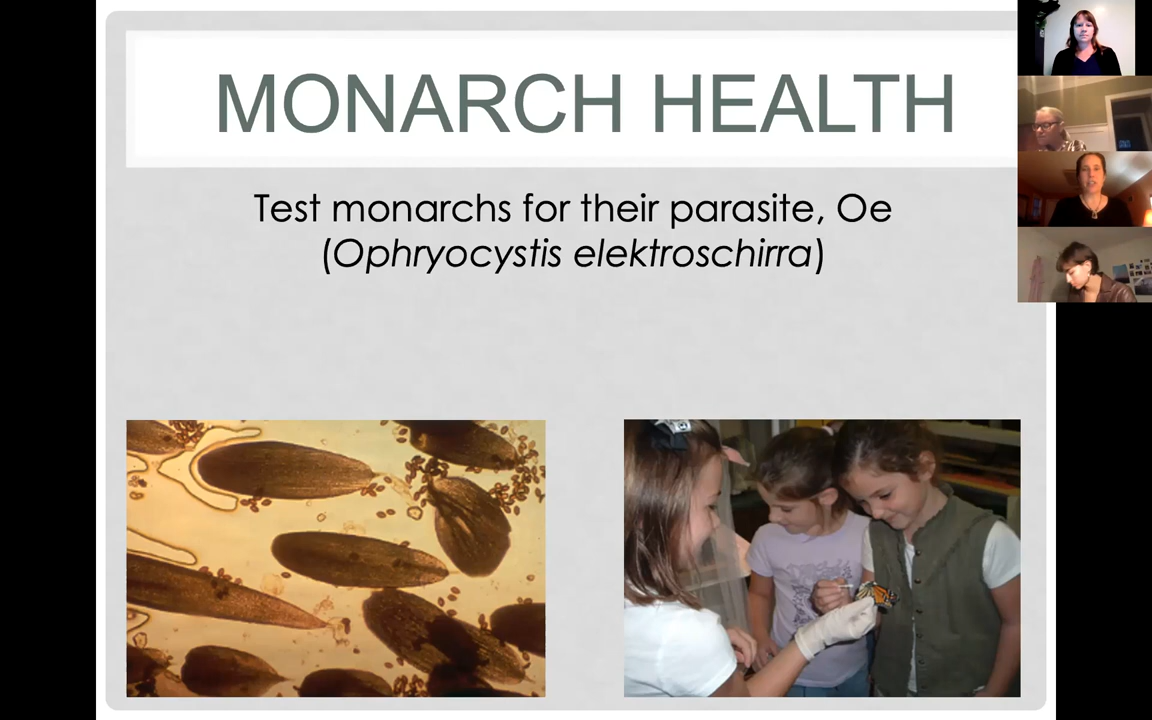 MONARCH HEALTH
Test monarchs for their parasite, Oe
(Ophryocystis elektroschirra)